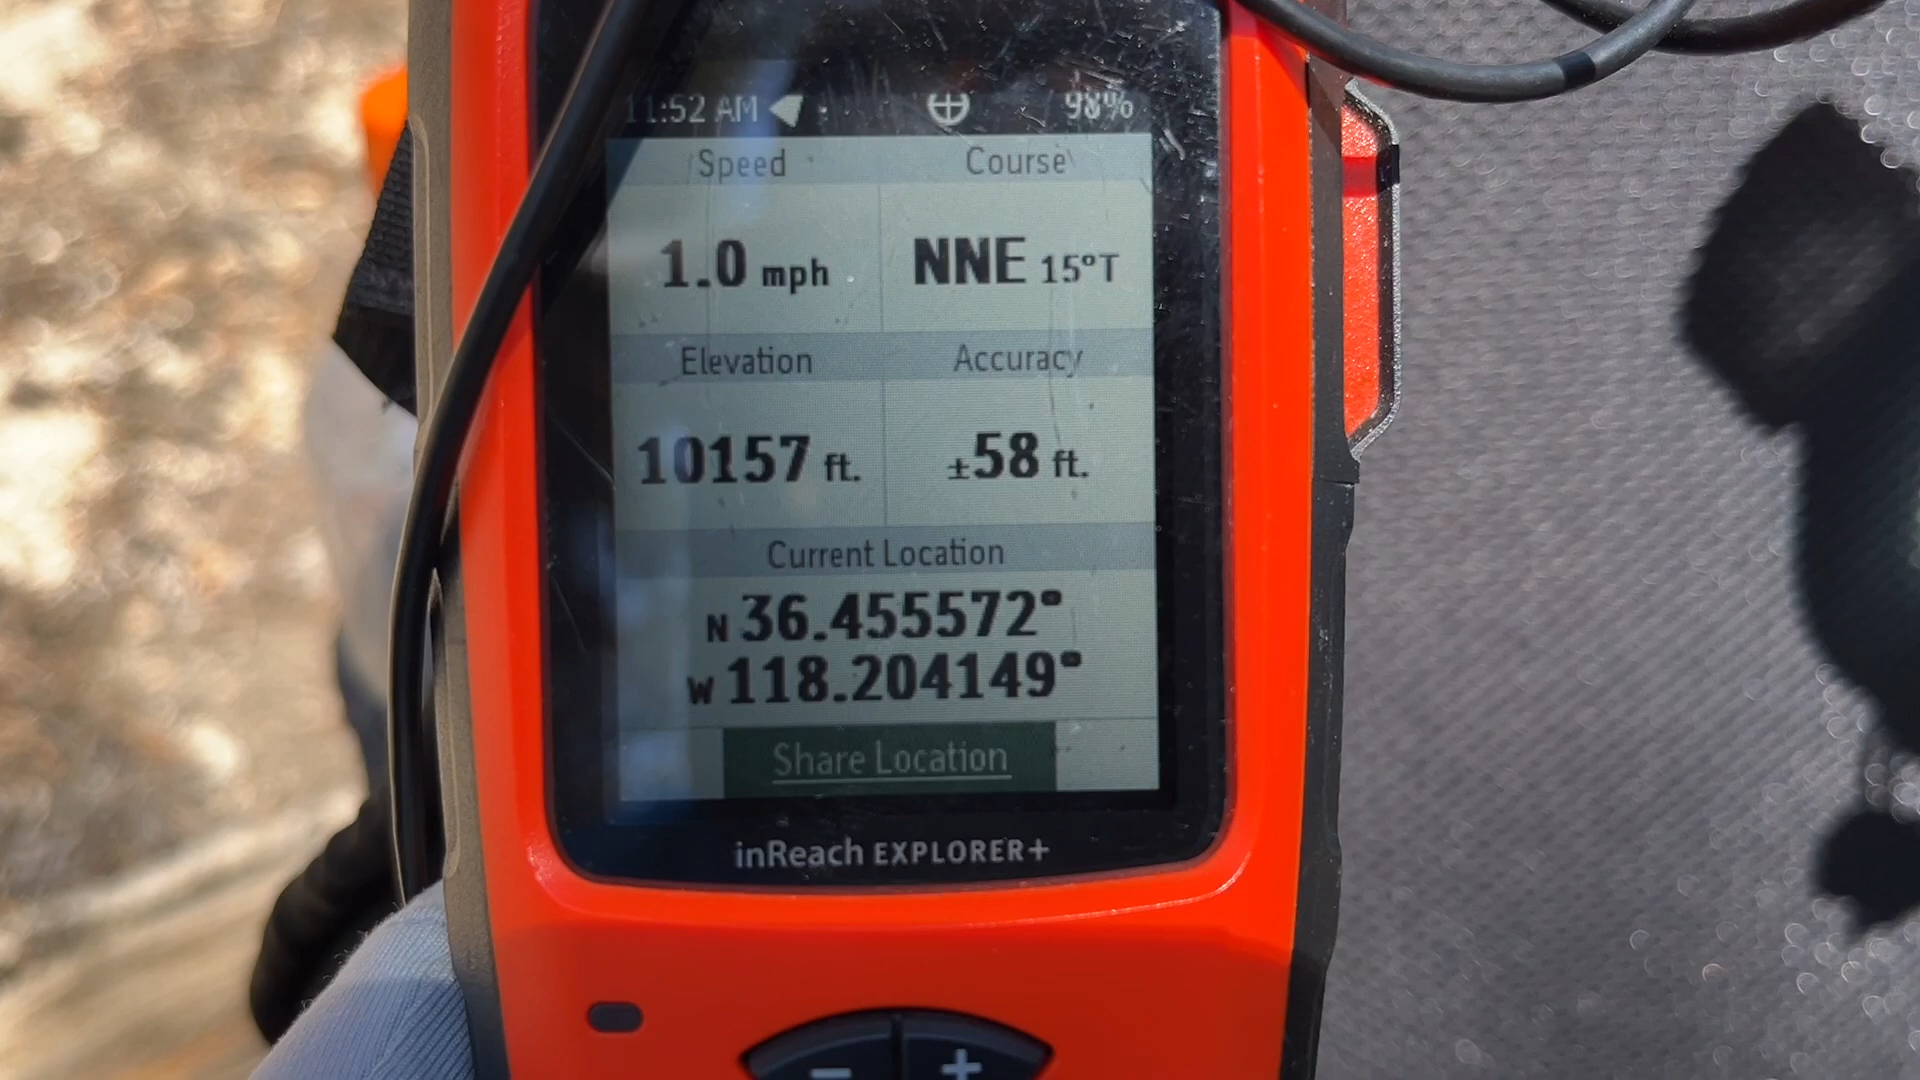 11:52 AM 98%
Speed Course
1.0 mph NNE 15°T
Elevation Accuracy
10157 ft. ±58 ft.
Current Location
N 36.455572°
W 118.204149°
Share Location
inReach EXPLORER+
− +